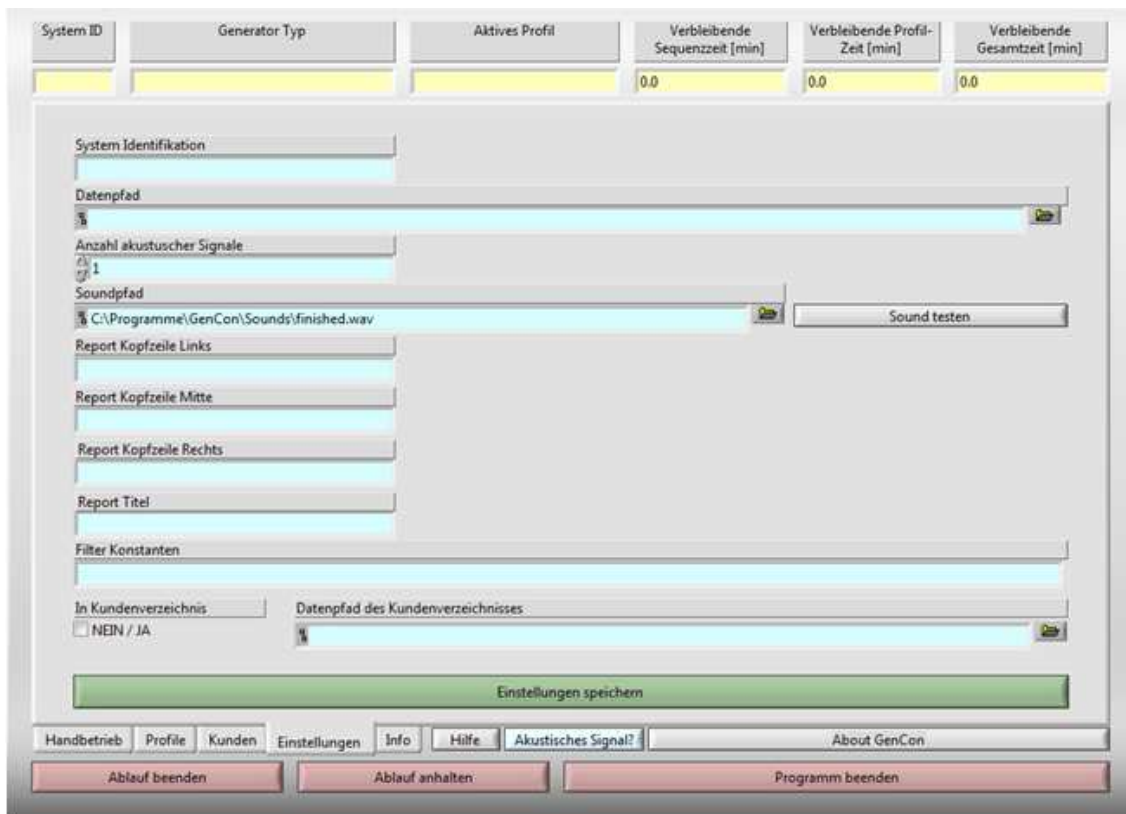 System ID
Generator Typ
Aktives Profil
Verbleibende
Sequenzzeit [min]
Verbleibende Profil-
Zeit [min]
Verbleibende
Gesamtzeit [min]
0.0
0.0
0.0
System Identifikation
Datenpfad
Anzahl akustuscher Signale
1
Soundpfad
C:\Programme\GenCon\Sounds\finished.wav
Sound testen
Report Kopfzeile Links
Report Kopfzeile Mitte
Report Kopfzeile Rechts
Report Titel
Filter Konstanten
In Kundenverzeichnis
NEIN / JA
Datenpfad des Kundenverzeichnisses
Einstellungen speichern
Handbetrieb
Profile
Kunden
Einstellungen
Info
Hilfe
Akustisches Signal?
About GenCon
Ablauf beenden
Ablauf anhalten
Programm beenden